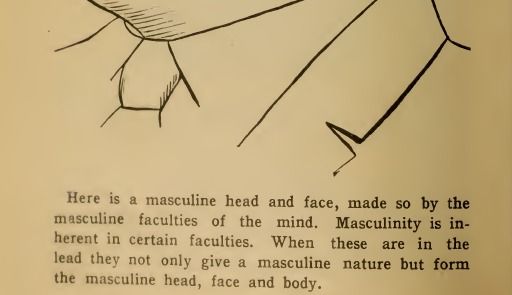 Here is a masculine head and face, made so by the
masculine faculties of the mind. Masculinity is in-
herent in certain faculties. When these are in the
lead they not only give a masculine nature but form
the masculine head, face and body.